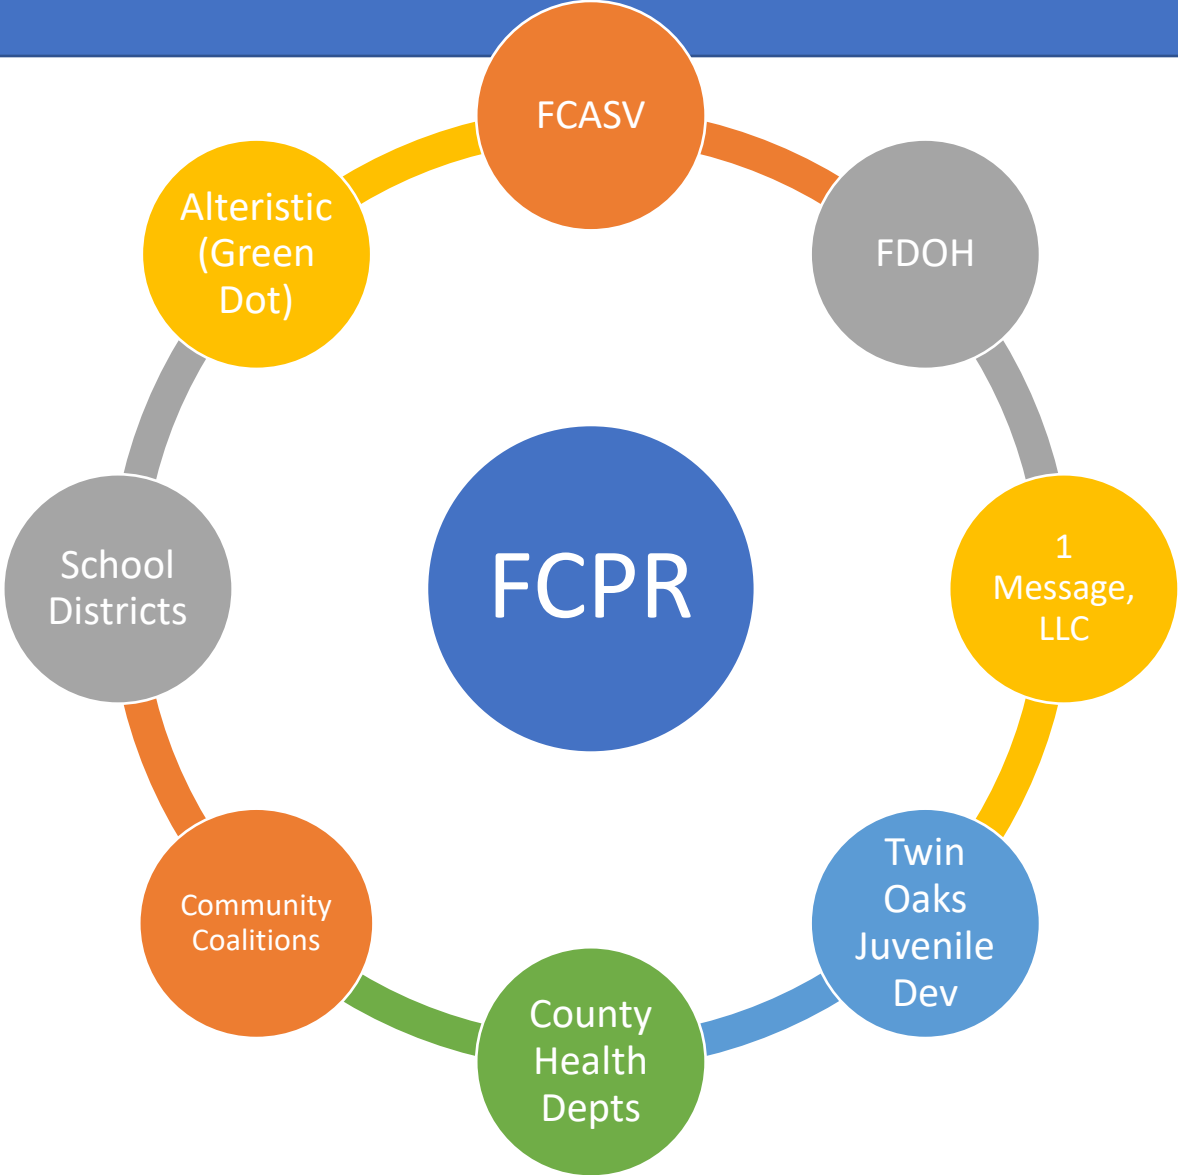 FCASV
FDOH
1
Message,
LLC
Twin
Oaks
Juvenile
Dev
County
Health
Depts
Community
Coalitions
School
Districts
Alteristic
(Green
Dot)
FCPR